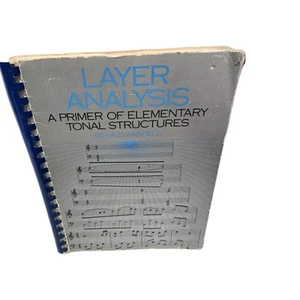 LAYER
ANALYSIS
A PRIMER OF ELEMENTARY
TONAL STRUCTURES